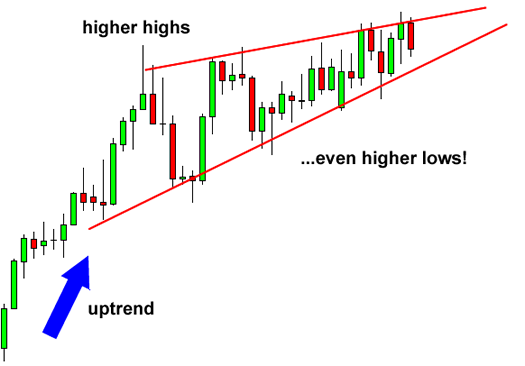 higher highs
...even higher lows!
uptrend